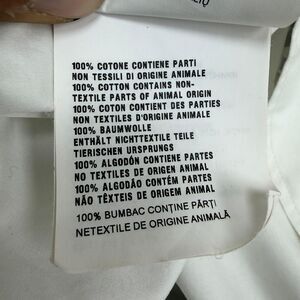 100% COTONE CONTIENE PARTI
NON TESSILI DI ORIGINE ANIMALE
100% COTTON CONTAINS NON-
TEXTILE PARTS OF ANIMAL ORIGIN
100% COTON CONTIENT DES PARTIES
NON TEXTILES D'ORIGINE ANIMALE
100% BAUMWOLLE
ENTHÄLT NICHTTEXTILE TEILE
TIERISCHEN URSPRUNGS
100% ALGODÓN CONTIENE PARTES
NO TEXTILES DE ORIGEN ANIMAL
100% ALGODÃO CONTÉM PARTES
NÃO TÊXTEIS DE ORIGEM ANIMAL
100% BUMBAC CONȚINE PĂRȚI
NETEXTILE DE ORIGINE ANIMALĂ